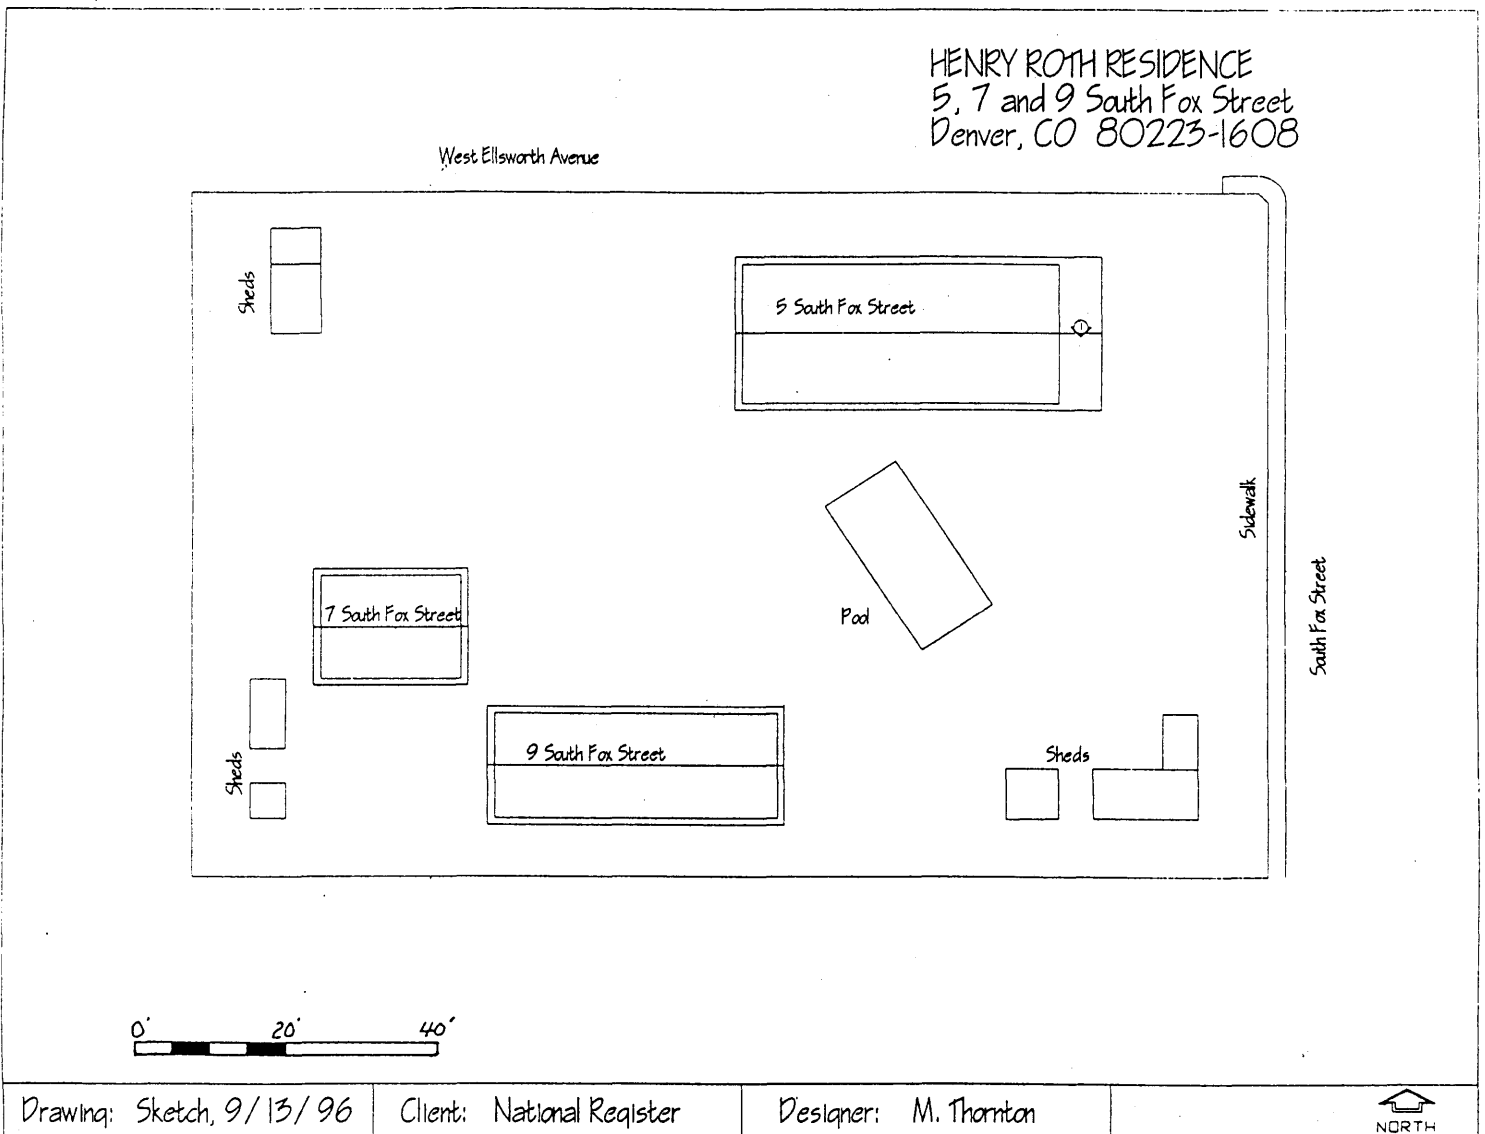 HENRY ROTH RESIDENCE
5, 7 and 9 South Fox Street
Denver, CO 80223-1608
West Ellsworth Avenue
Sheds
5 South Fox Street
1
Sidewalk
South Fox Street
Pool
7 South Fox Street
Sheds
9 South Fox Street
Sheds
0' 20' 40'
Drawing: Sketch, 9/13/96 Client: National Register Designer: M. Thornton
NORTH